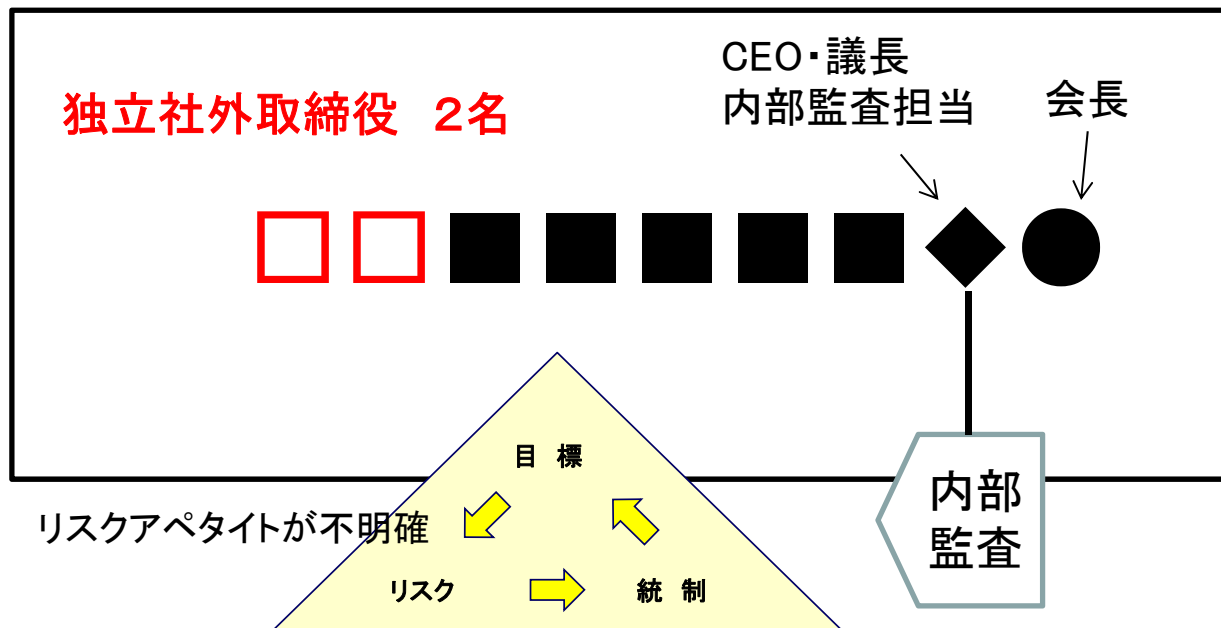 CEO・議長
内部監査担当
会長
独立社外取締役 2名
目 標
リスクアペタイトが不明確
リスク
統 制
内部
監査